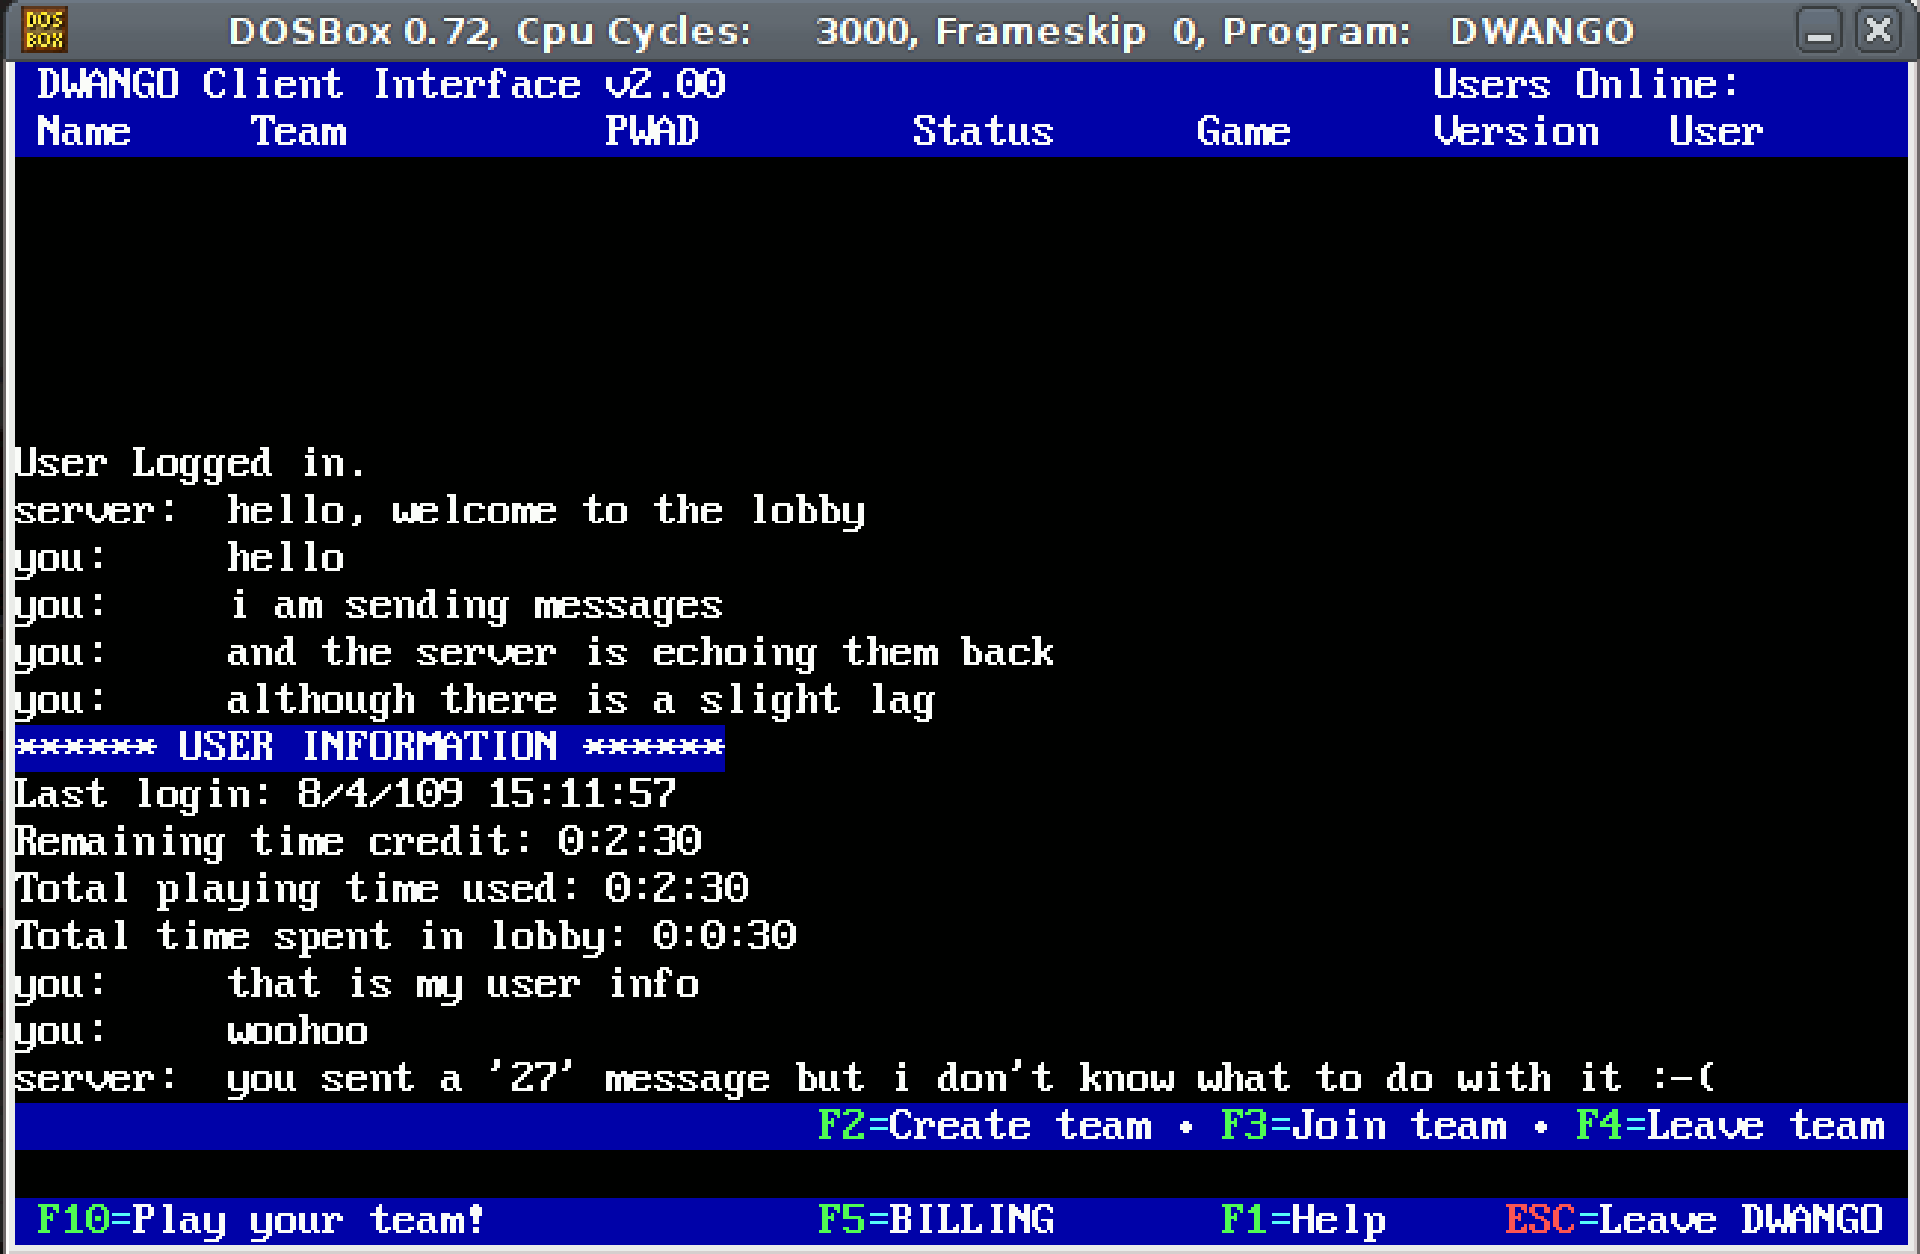 DOS BOX DOSBox 0.72, Cpu Cycles: 3000, Frameskip 0, Program: DWANGO
DWANGO Client Interface v2.00 Users Online:
Name Team PWAD Status Game Version User
User Logged in.
server: hello, welcome to the lobby
you: hello
you: i am sending messages
you: and the server is echoing them back
you: although there is a slight lag
****** USER INFORMATION ******
Last login: 8/4/109 15:11:57
Remaining time credit: 0:2:30
Total playing time used: 0:2:30
Total time spent in lobby: 0:0:30
you: that is my user info
you: woohoo
server: you sent a '27' message but i don't know what to do with it :-(
F2=Create team • F3=Join team • F4=Leave team
F10=Play your team! F5=BILLING F1=Help ESC=Leave DWANGO